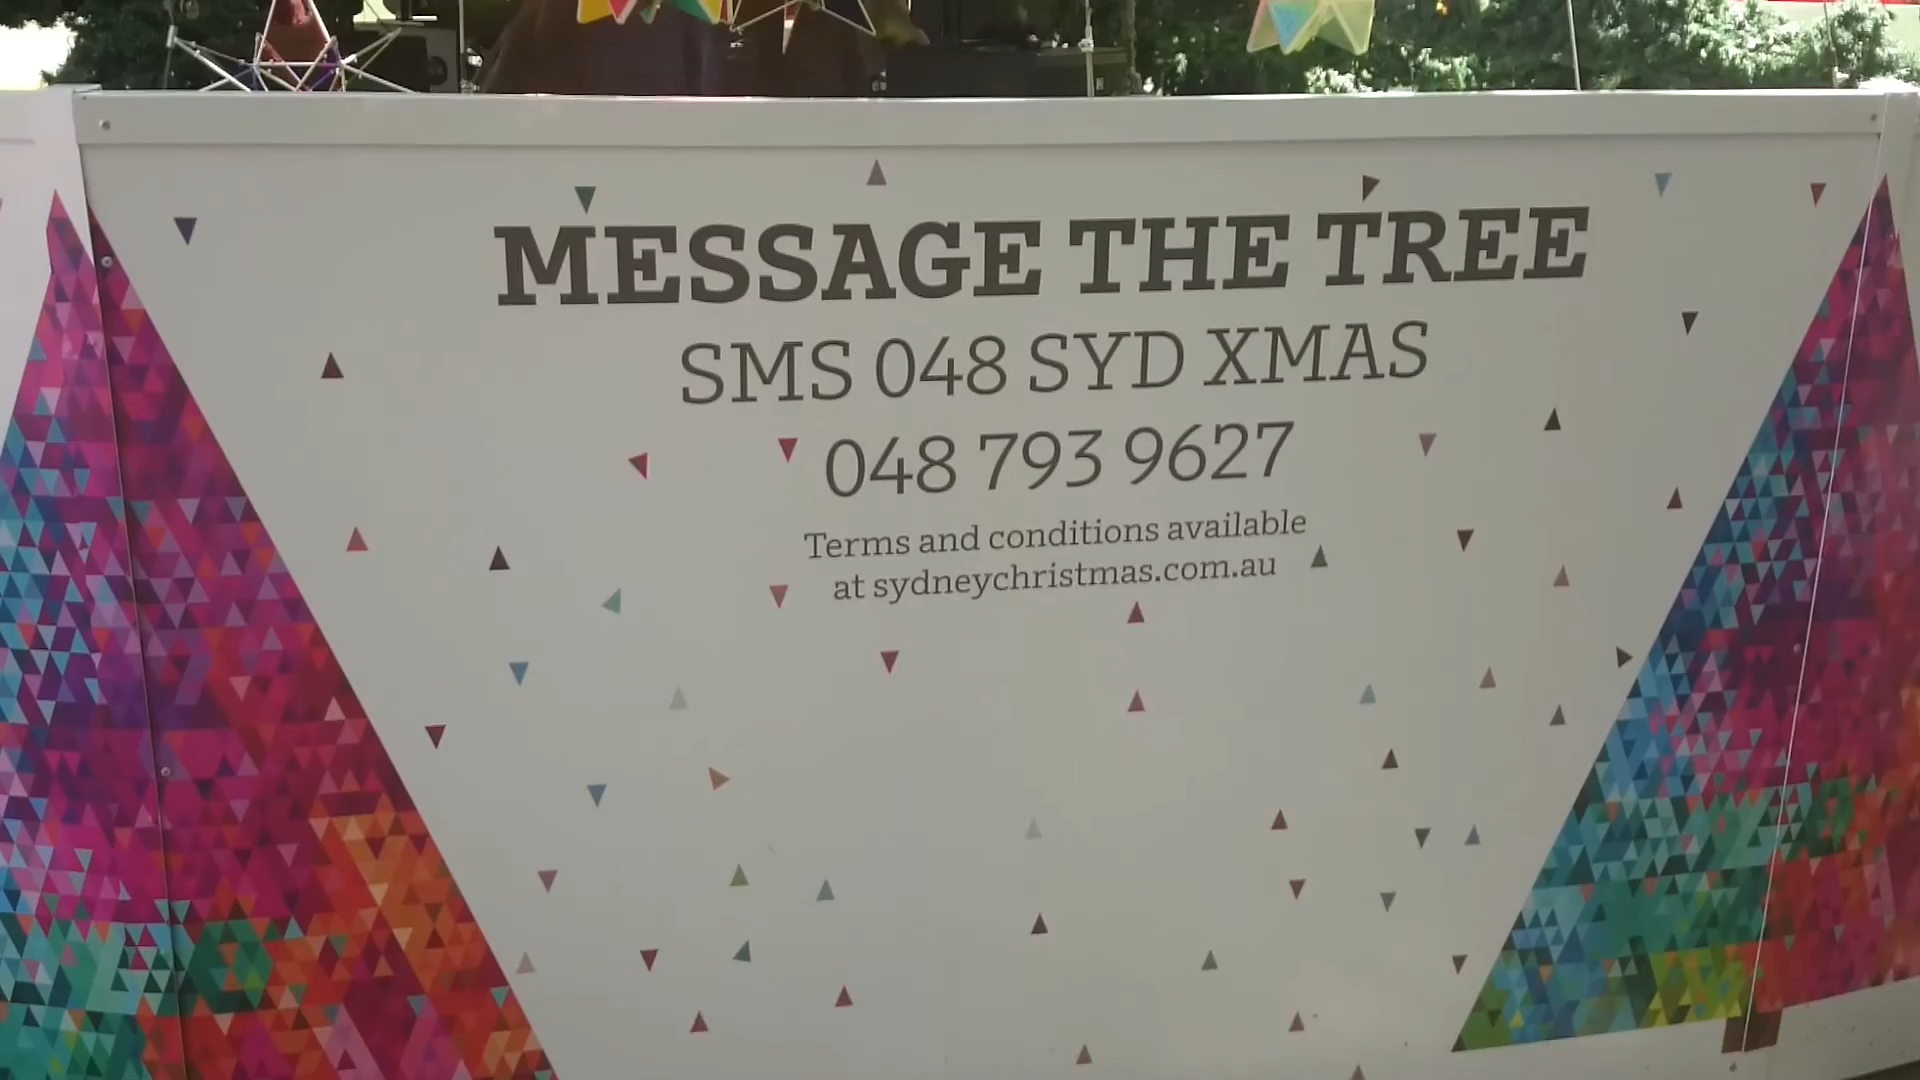 MESSAGE THE TREE
SMS 048 SYD XMAS
048 793 9627
Terms and conditions available
at sydneychristmas.com.au